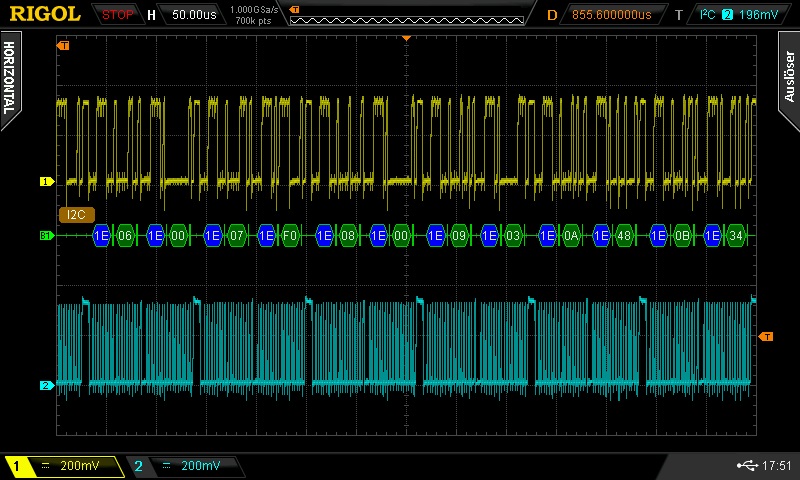 RIGOL STOP H 50.00us 1.000GSa/s 700k pts T D 855.600000us T I²C 2 196mV
HORIZONTAL
Auslöser
T
1
I2C
B1 1E 06 1E 00 1E 07 1E F0 1E 08 1E 00 1E 09 1E 03 1E 0A 1E 48 1E 0B 1E 34
T
2
1 200mV 2 200mV 17:51